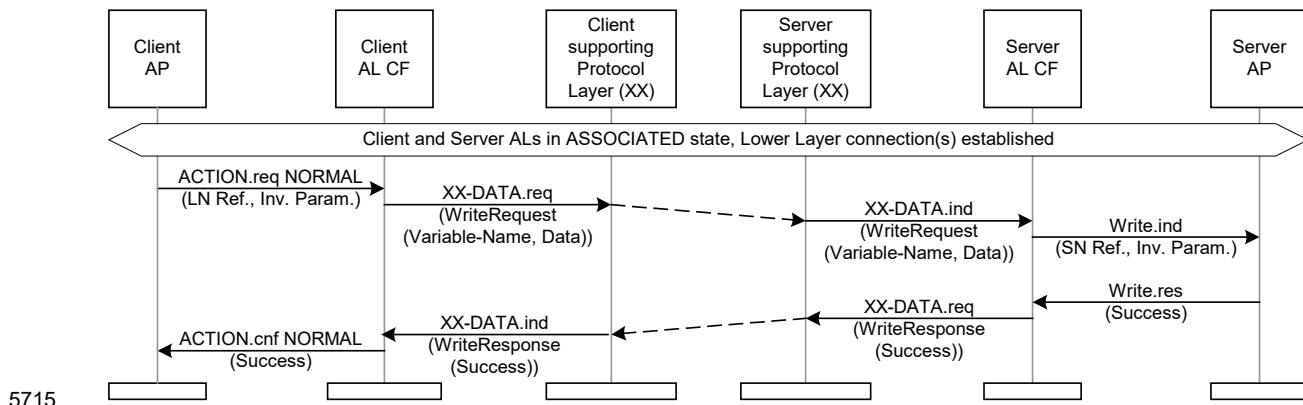 Client
AP
Client
AL CF
Client
supporting
Protocol
Layer (XX)
Server
supporting
Protocol
Layer (XX)
Server
AL CF
Server
AP
Client and Server ALs in ASSOCIATED state, Lower Layer connection(s) established
ACTION.req NORMAL
(LN Ref., Inv. Param.)
XX-DATA.req
(WriteRequest
(Variable-Name, Data))
XX-DATA.ind
(WriteRequest
(Variable-Name, Data))
Write.ind
(SN Ref., Inv. Param.)
Write.res
(Success)
XX-DATA.req
(WriteResponse
(Success))
XX-DATA.ind
(WriteResponse
(Success))
ACTION.cnf NORMAL
(Success)
5715